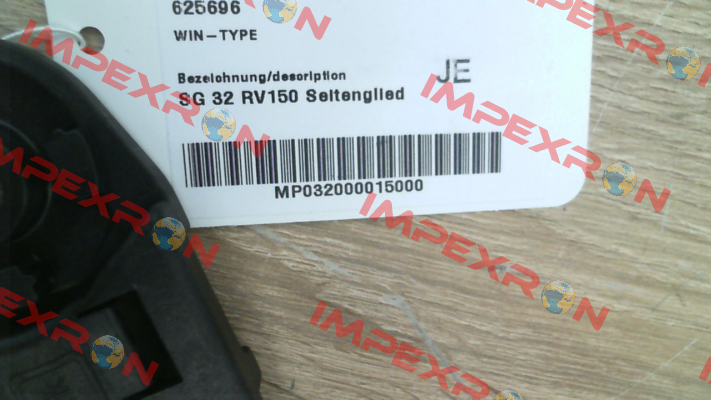 625696
WIN-TYPE
Bezeichnung/description
JE
SG 32 RV150 Seitenglied
MP032000015000
IMPEXRON
IMPEXRON
IMPEXRON
IMPEXRON
IMPEXRON
IMPEXRON